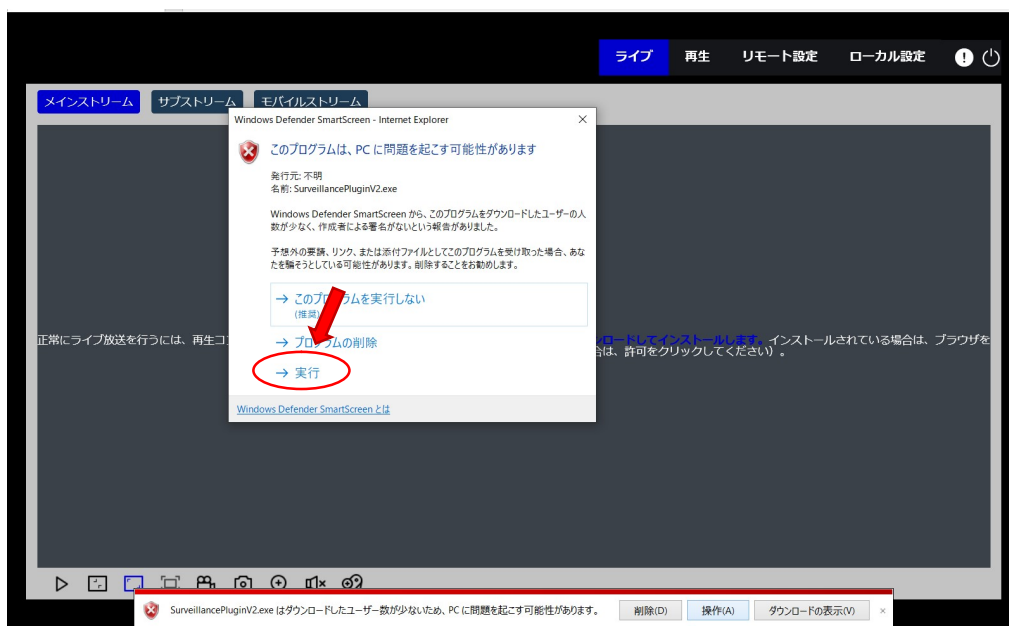 ライブ 再生 リモート設定 ローカル設定
メインストリーム サブストリーム モバイルストリーム
Windows Defender SmartScreen - Internet Explorer
このプログラムは、PC に問題を起こす可能性があります
発行元: 不明
名前: SurveillancePluginV2.exe
Windows Defender SmartScreen から、このプログラムをダウンロードしたユーザーの人
数が少なく、作成者による署名がないという報告がありました。
予想外の要請、リンク、または添付ファイルとしてこのプログラムを受け取った場合、あな
たを騙そうとしている可能性があります。削除することをお勧めします。
→ このプログラムを実行しない
(推奨)
→ プログラムの削除
→ 実行
Windows Defender SmartScreen とは
正常にライブ放送を行うには、再生コ
ロードしてインストールします。インストールされている場合は、ブラウザを
合は、許可をクリックしてください）。
SurveillancePluginV2.exe はダウンロードしたユーザー数が少ないため、PC に問題を起こす可能性があります。 削除(D) 操作(A) ダウンロードの表示(V) ×